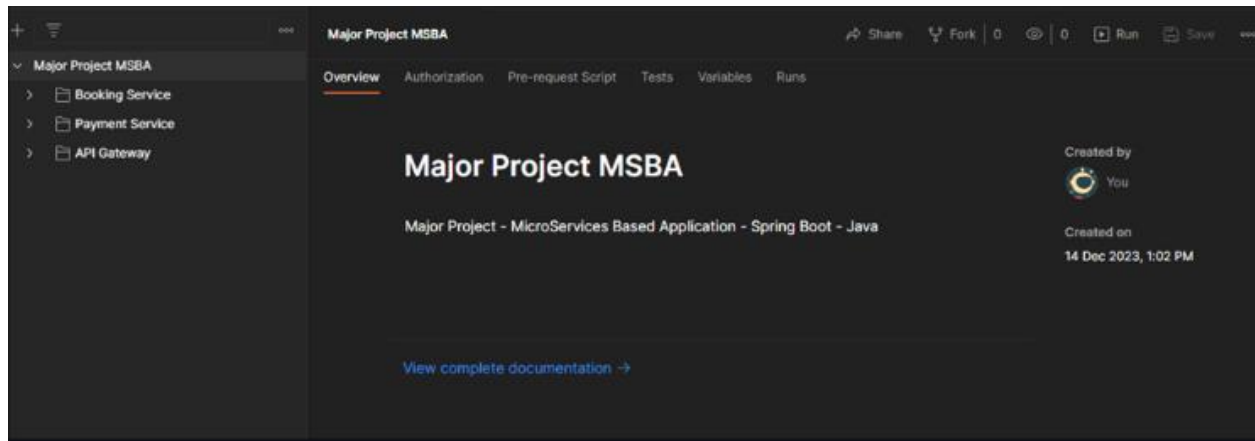 Major Project MSBA
Booking Service
Payment Service
API Gateway
Major Project MSBA
Share Fork 0 0 Run Save
Overview Authorization Pre-request Script Tests Variables Runs
Major Project MSBA
Major Project - MicroServices Based Application - Spring Boot - Java
View complete documentation →
Created by
You
Created on
14 Dec 2023, 1:02 PM